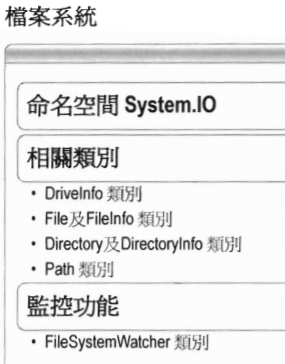 檔案系統
命名空間 System.IO
相關類別
• DriveInfo 類別
• File及FileInfo 類別
• Directory及DirectoryInfo 類別
• Path 類別
監控功能
• FileSystemWatcher 類別